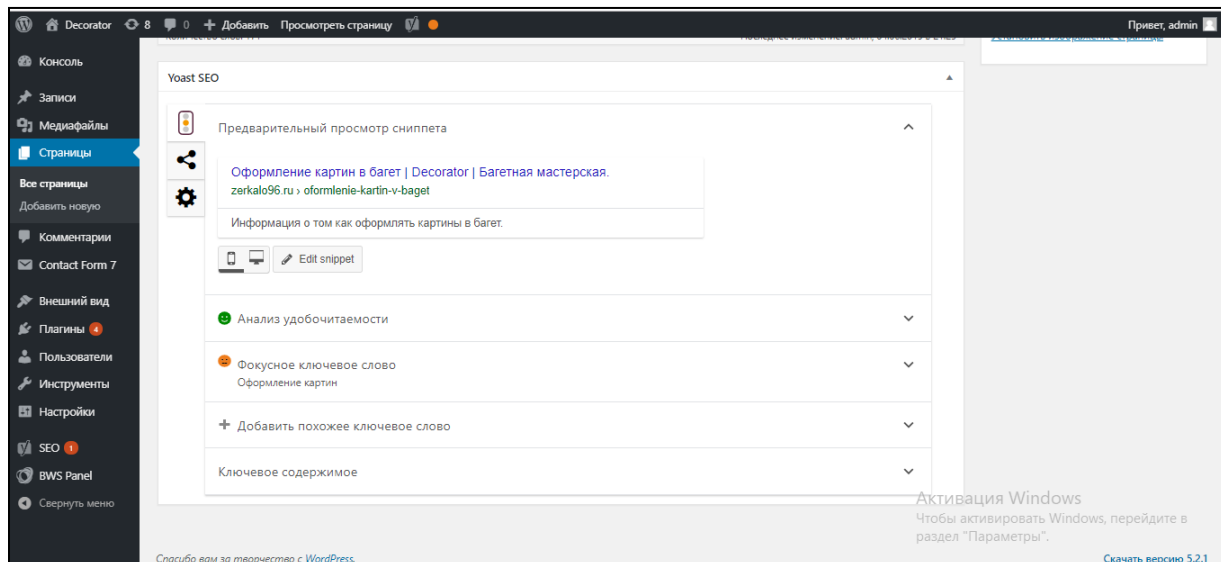 Decorator 8 0 + Добавить Просмотреть страницу Привет, admin
Консоль
Записи
Медиафайлы
Страницы
Все страницы
Добавить новую
Комментарии
Contact Form 7
Внешний вид
Плагины 4
Пользователи
Инструменты
Настройки
SEO 1
BWS Panel
Свернуть меню
Yoast SEO
Предварительный просмотр сниппета
Оформление картин в багет | Decorator | Багетная мастерская.
zerkalo96.ru › oformlenie-kartin-v-baget
Информация о том как оформлять картины в багет.
Edit snippet
Анализ удобочитаемости
Фокусное ключевое слово
Оформление картин
+ Добавить похожее ключевое слово
Ключевое содержимое
Активация Windows
Чтобы активировать Windows, перейдите в
раздел "Параметры".
Спасибо вам за творчество с WordPress.
Скачать версию 5.2.1